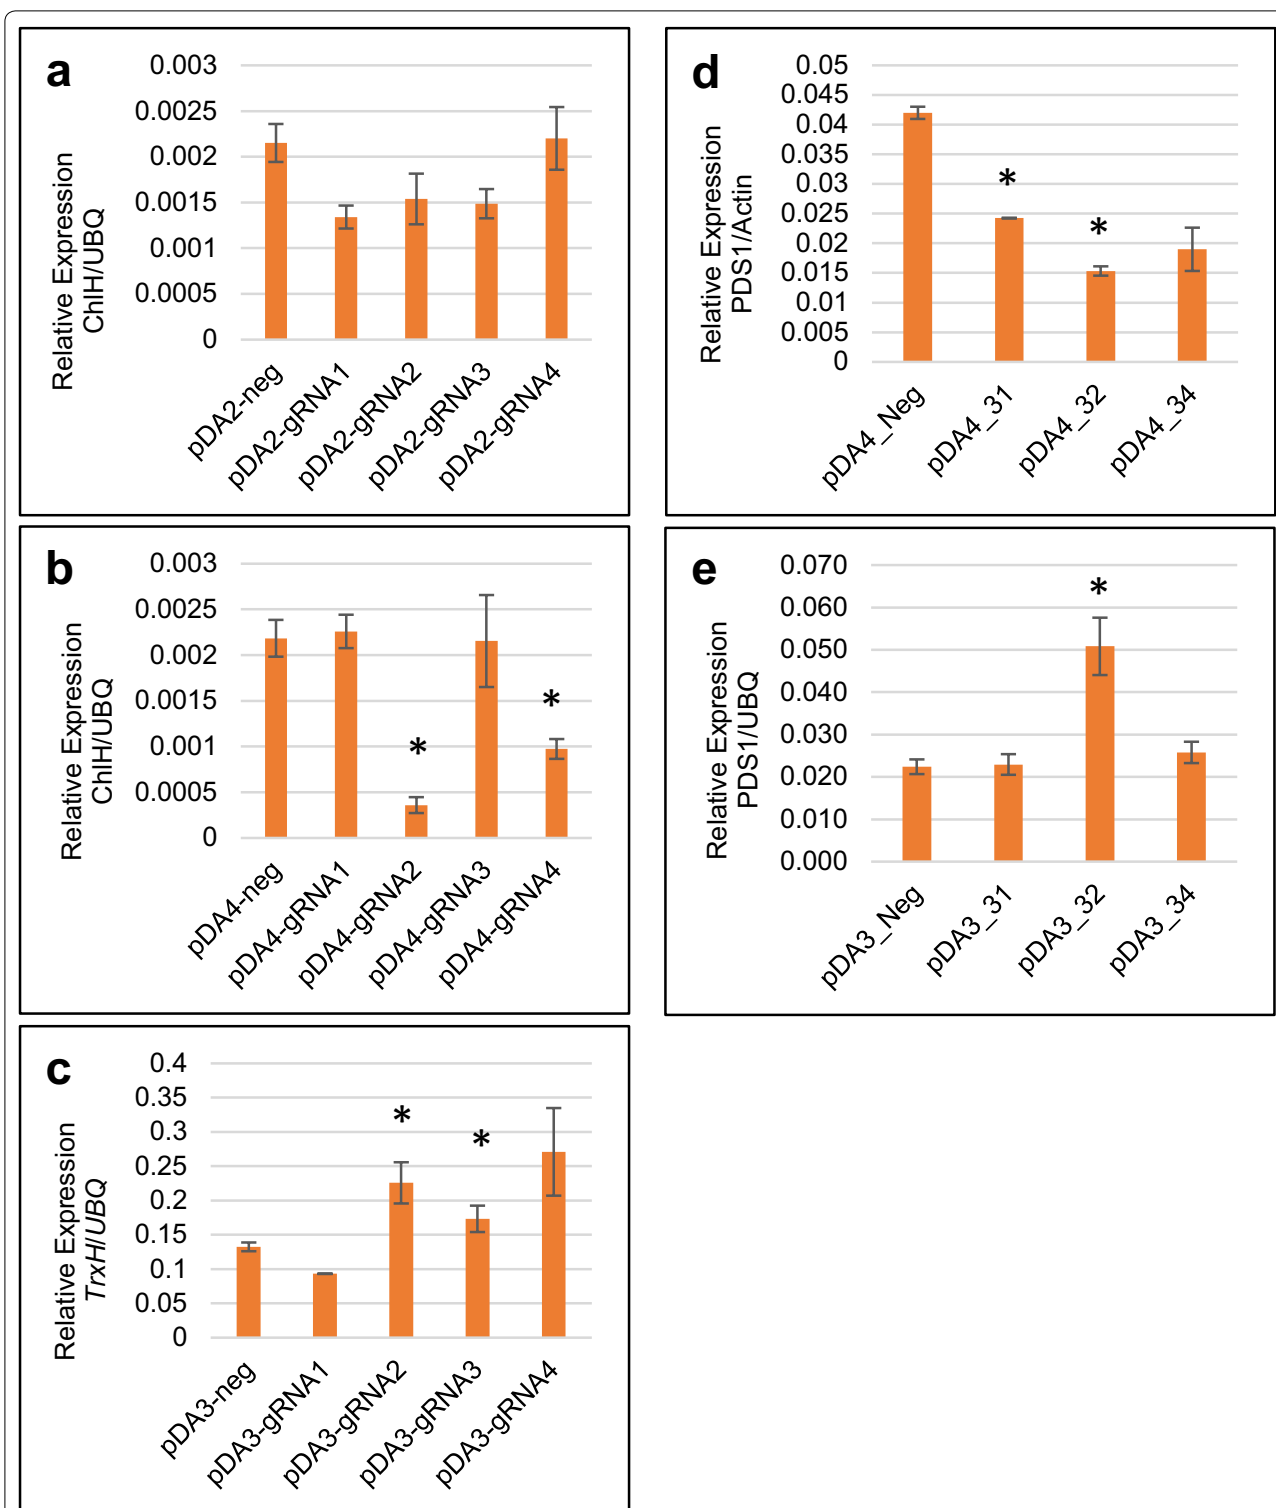 a
0.003
0.0025
0.002
0.0015
0.001
0.0005
0
Relative Expression
ChlH/UBQ
pDA2-neg
pDA2-gRNA1
pDA2-gRNA2
pDA2-gRNA3
pDA2-gRNA4
b
0.003
0.0025
0.002
0.0015
0.001
0.0005
0
Relative Expression
ChlH/UBQ
*
*
pDA4-neg
pDA4-gRNA1
pDA4-gRNA2
pDA4-gRNA3
pDA4-gRNA4
c
0.4
0.35
0.3
0.25
0.2
0.15
0.1
0.05
0
Relative Expression
TrxH/UBQ
*
*
pDA3-neg
pDA3-gRNA1
pDA3-gRNA2
pDA3-gRNA3
pDA3-gRNA4
d
0.05
0.045
0.04
0.035
0.03
0.025
0.02
0.015
0.01
0.005
0
Relative Expression
PDS1/Actin
*
*
pDA4_Neg
pDA4_31
pDA4_32
pDA4_34
e
0.070
0.060
0.050
0.040
0.030
0.020
0.010
0.000
Relative Expression
PDS1/UBQ
*
pDA3_Neg
pDA3_31
pDA3_32
pDA3_34